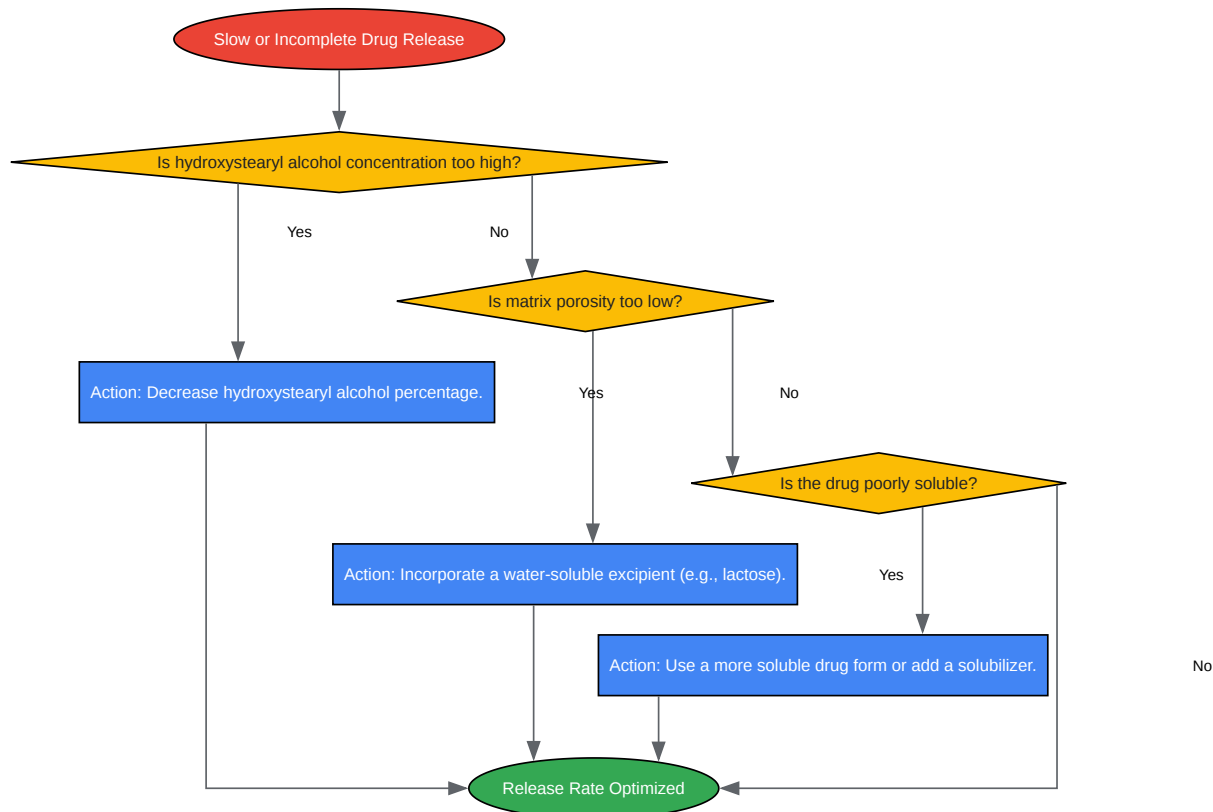 Slow or Incomplete Drug Release
Is hydroxystearyl alcohol concentration too high?
Yes
No
Is matrix porosity too low?
Action: Decrease hydroxystearyl alcohol percentage.
Yes
No
Is the drug poorly soluble?
Action: Incorporate a water-soluble excipient (e.g., lactose).
Yes
Action: Use a more soluble drug form or add a solubilizer.
No
Release Rate Optimized